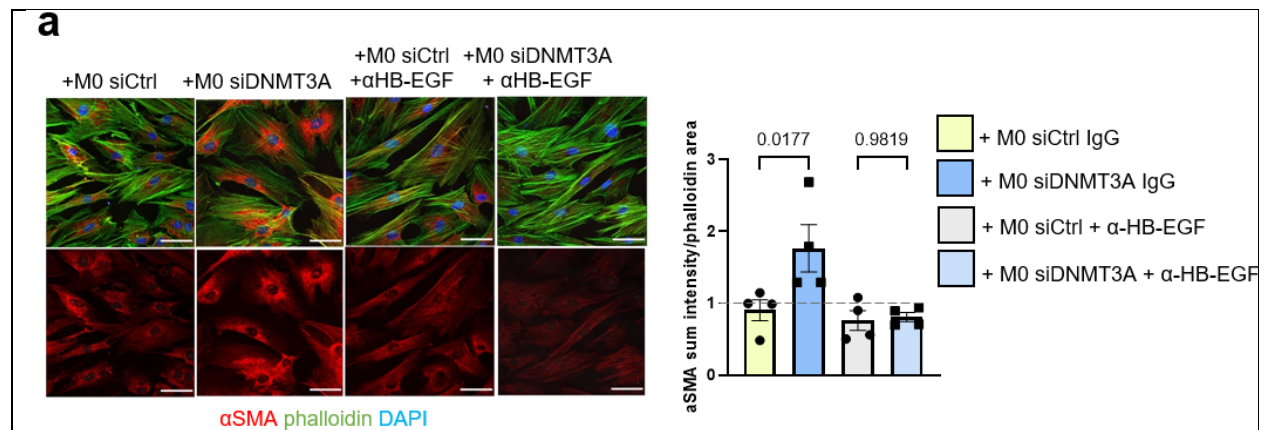 a
+M0 siCtrl
+M0 siDNMT3A
+M0 siCtrl
+αHB-EGF
+M0 siDNMT3A
+ αHB-EGF
αSMA phalloidin DAPI
aSMA sum intensity/phalloidin area
3
2
1
0
0.0177
0.9819
+ M0 siCtrl IgG
+ M0 siDNMT3A IgG
+ M0 siCtrl + α-HB-EGF
+ M0 siDNMT3A + α-HB-EGF